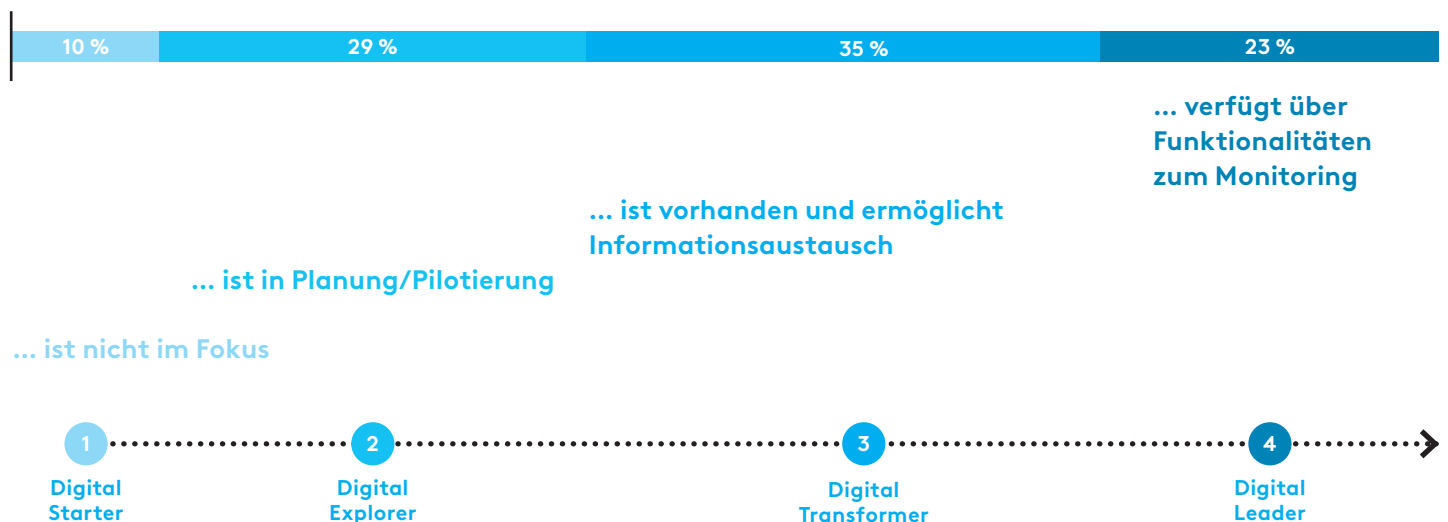 10 %
29 %
35 %
23 %
... verfügt über
Funktionalitäten
zum Monitoring
... ist vorhanden und ermöglicht
Informationsaustausch
... ist in Planung/Pilotierung
... ist nicht im Fokus
1
2
3
4
Digital
Starter
Digital
Explorer
Digital
Transformer
Digital
Leader